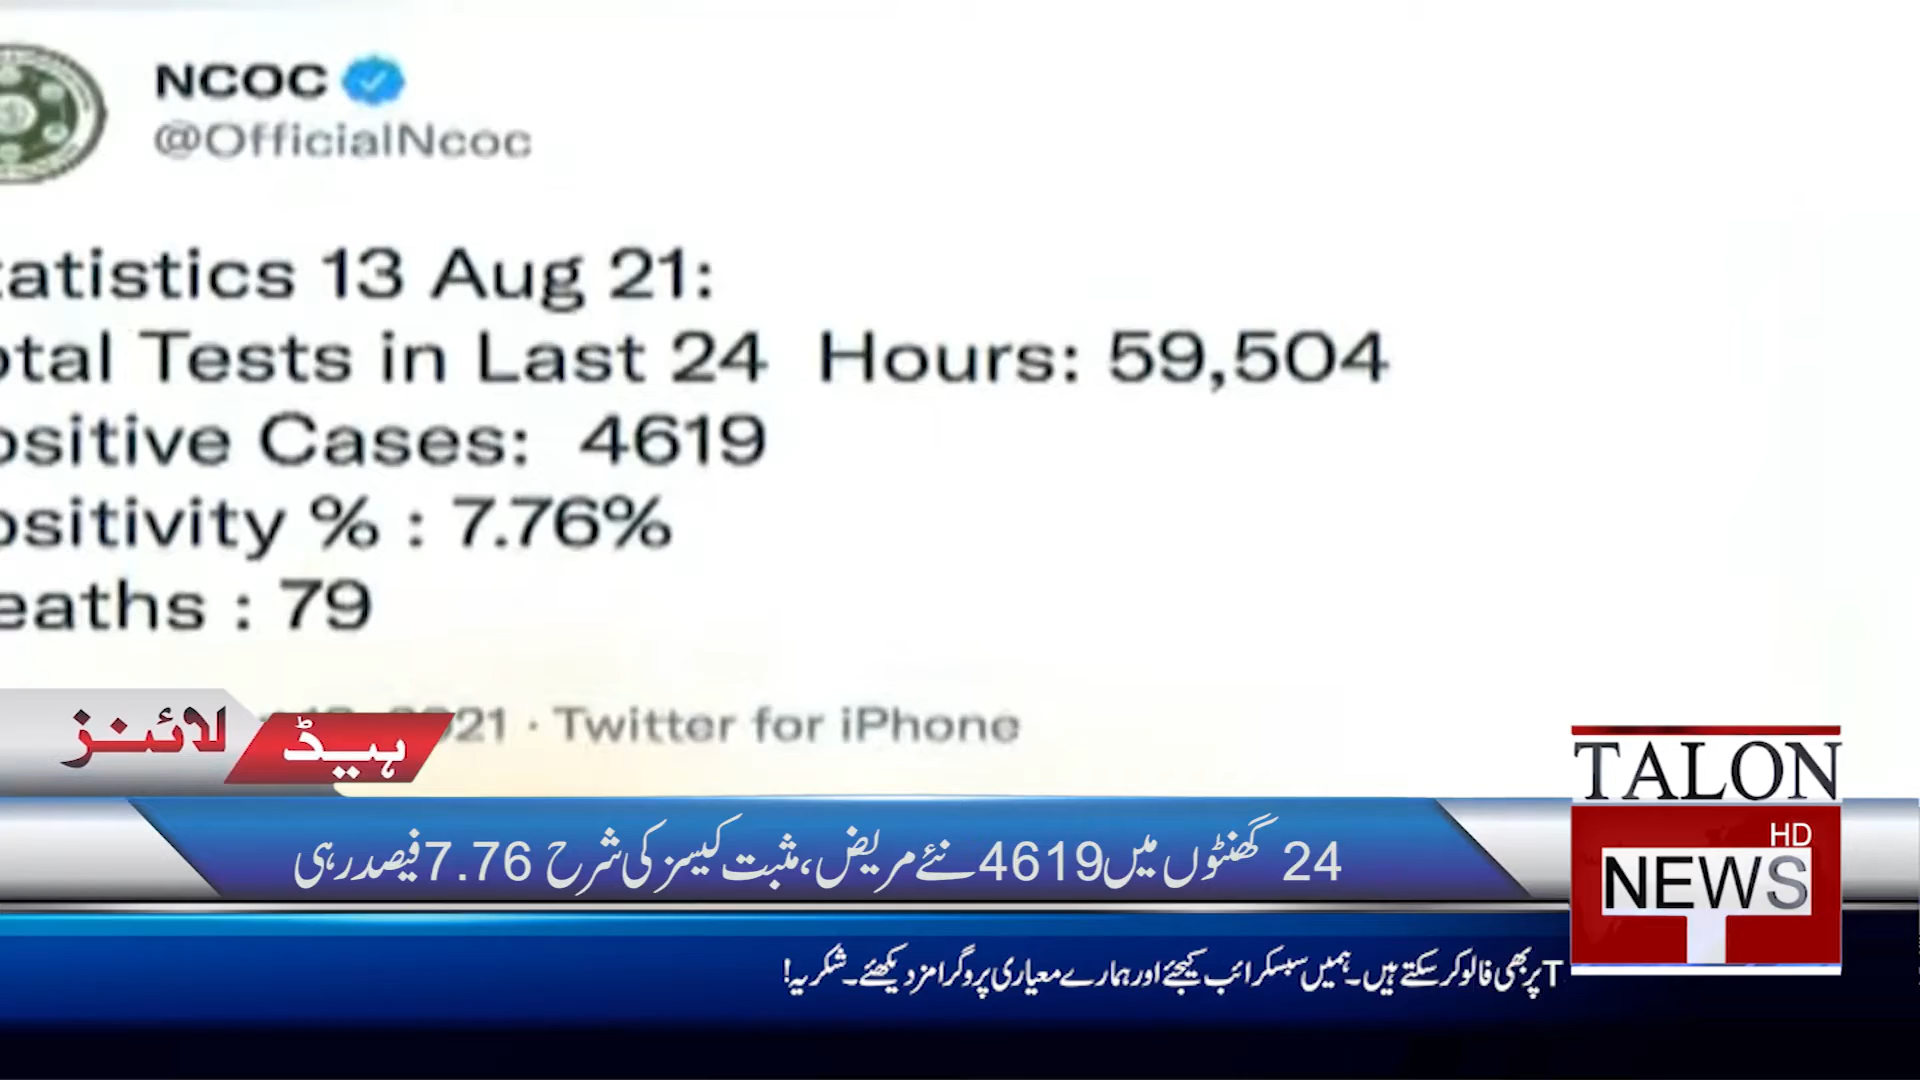 NCOC
@OfficialNcoc
tatistics 13 Aug 21:
otal Tests in Last 24 Hours: 59,504
ositive Cases: 4619
ositivity % : 7.76%
eaths : 79
21 · Twitter for iPhone
ہیڈ لائنز
24 گھنٹوں میں 4619 نئے مریض، مثبت کیسز کی شرح 7.76 فیصد رہی
TALON
HD
NEWS
T پر بھی فالو کر سکتے ہیں۔ ہمیں سبسکرائب کیجئے اور ہمارے معیاری پروگرامز دیکھئے۔ شکریہ!